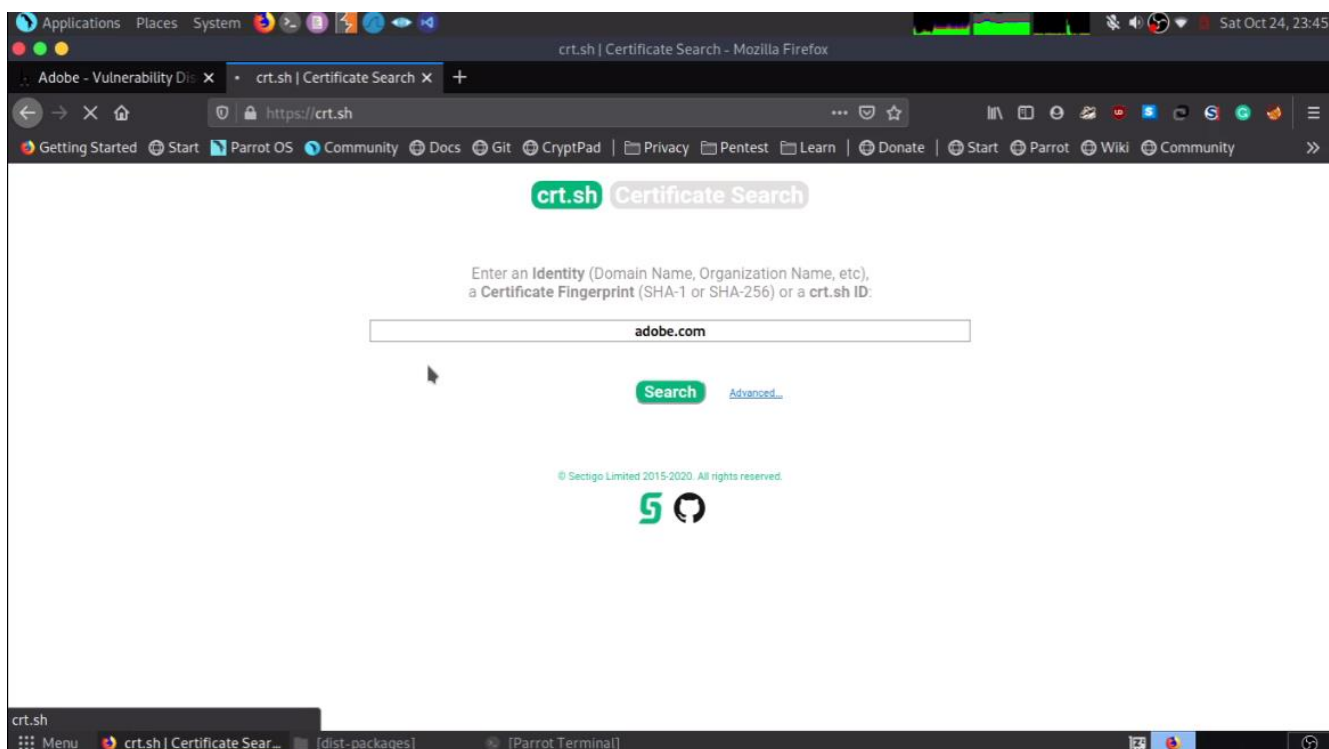 Applications Places System Sat Oct 24, 23:45
crt.sh | Certificate Search - Mozilla Firefox
Adobe - Vulnerability Dis crt.sh | Certificate Search
https://crt.sh
Getting Started Start Parrot OS Community Docs Git CryptPad Privacy Pentest Learn Donate Start Parrot Wiki Community
crt.sh Certificate Search
Enter an Identity (Domain Name, Organization Name, etc),
a Certificate Fingerprint (SHA-1 or SHA-256) or a crt.sh ID:
adobe.com
Search Advanced...
© Sectigo Limited 2015-2020. All rights reserved.
crt.sh
Menu crt.sh | Certificate Sear... [dist-packages] [Parrot Terminal]